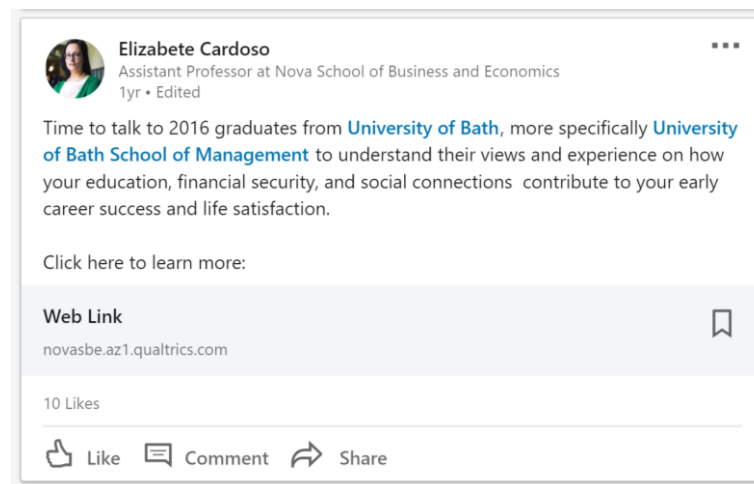 Elizabete Cardoso
Assistant Professor at Nova School of Business and Economics
1yr • Edited
Time to talk to 2016 graduates from University of Bath, more specifically University
of Bath School of Management to understand their views and experience on how
your education, financial security, and social connections  contribute to your early
career success and life satisfaction.
Click here to learn more:
Web Link
novasbe.az1.qualtrics.com
10 Likes
Like Comment Share